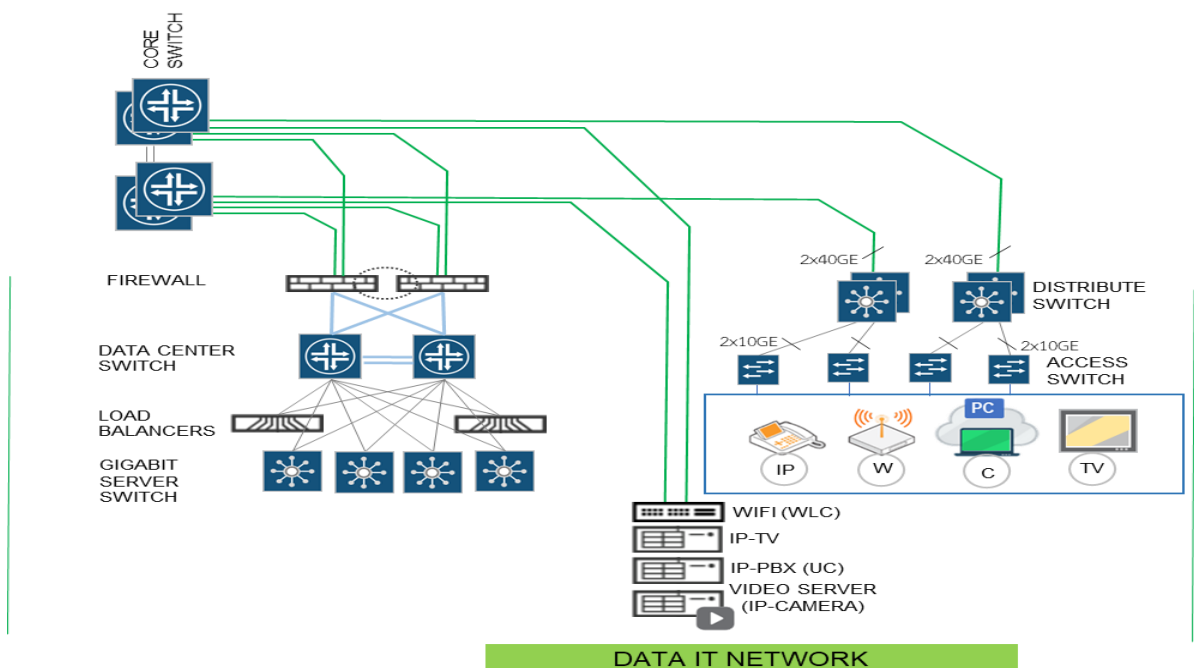 CORE
SWITCH
2x40GE
2x40GE
FIREWALL
DISTRIBUTE
SWITCH
DATA CENTER
SWITCH
2x10GE
2x10GE
ACCESS
SWITCH
LOAD
BALANCERS
PC
IP
W
C
TV
GIGABIT
SERVER
SWITCH
WIFI (WLC)
IP-TV
IP-PBX (UC)
VIDEO SERVER
(IP-CAMERA)
DATA IT NETWORK